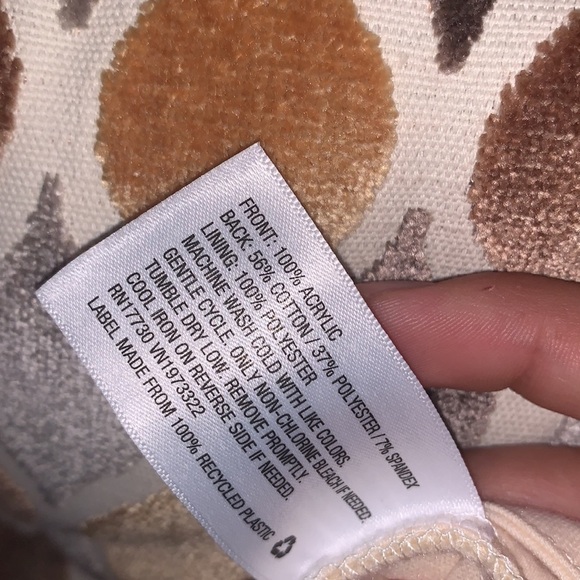 FRONT: 100% ACRYLIC
BACK: 56% COTTON / 37% POLYESTER / 7% SPANDEX
LINING: 100% POLYESTER
MACHINE WASH COLD WITH LIKE COLORS.
GENTLE CYCLE. ONLY NON-CHLORINE BLEACH IF NEEDED.
TUMBLE DRY LOW. REMOVE PROMPTLY.
COOL IRON ON REVERSE SIDE IF NEEDED.
RN17730 VN1973322
LABEL MADE FROM 100% RECYCLED PLASTIC